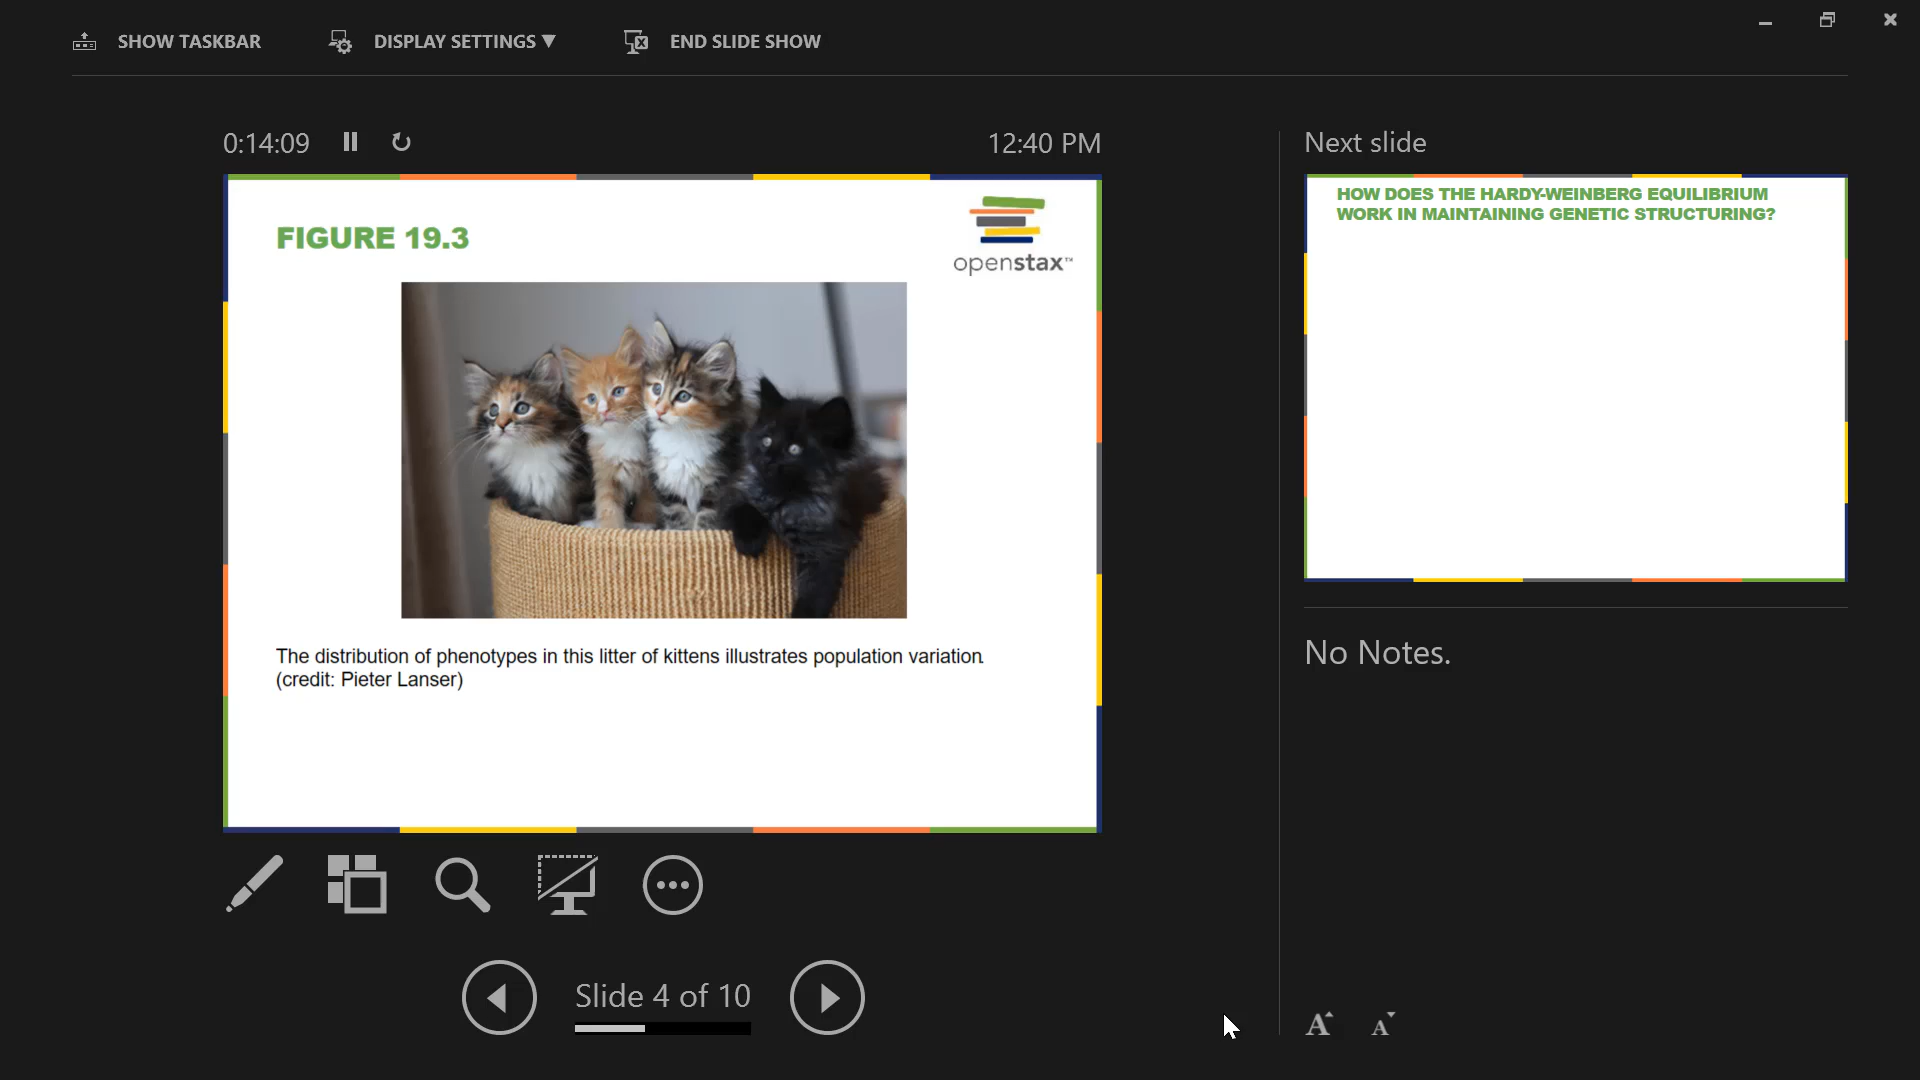 SHOW TASKBAR
DISPLAY SETTINGS ▼
END SLIDE SHOW
0:14:09
12:40 PM
FIGURE 19.3
openstax™
The distribution of phenotypes in this litter of kittens illustrates population variation.
(credit: Pieter Lanser)
Slide 4 of 10
Next slide
HOW DOES THE HARDY-WEINBERG EQUILIBRIUM
WORK IN MAINTAINING GENETIC STRUCTURING?
No Notes.
A A